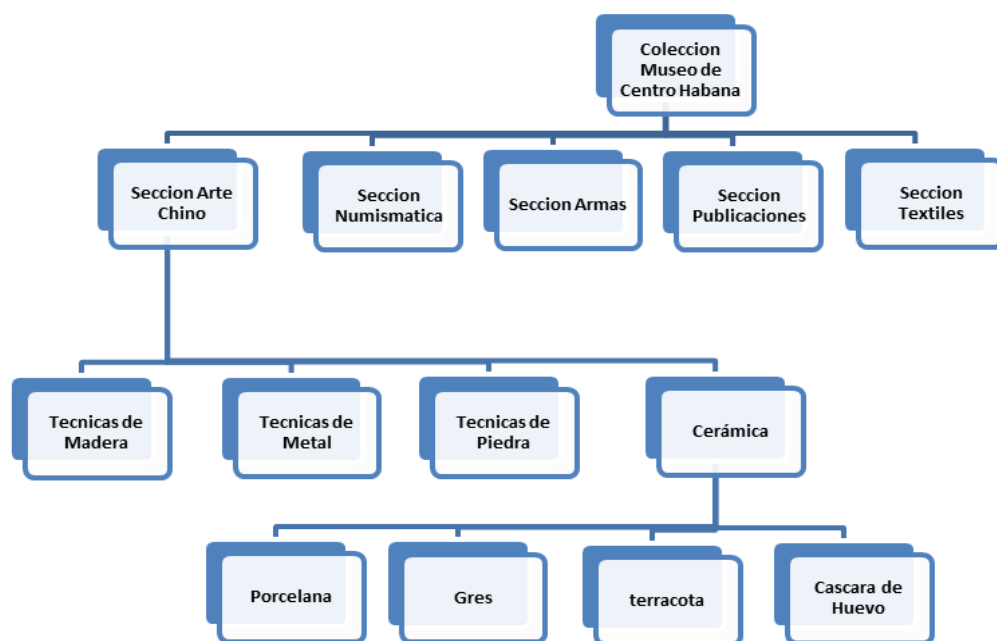 Coleccion
Museo de
Centro Habana
Seccion Arte
Chino
Seccion
Numismatica
Seccion Armas
Seccion
Publicaciones
Seccion
Textiles
Tecnicas de
Madera
Tecnicas de
Metal
Tecnicas de
Piedra
Cerámica
Porcelana
Gres
terracota
Cascara de
Huevo